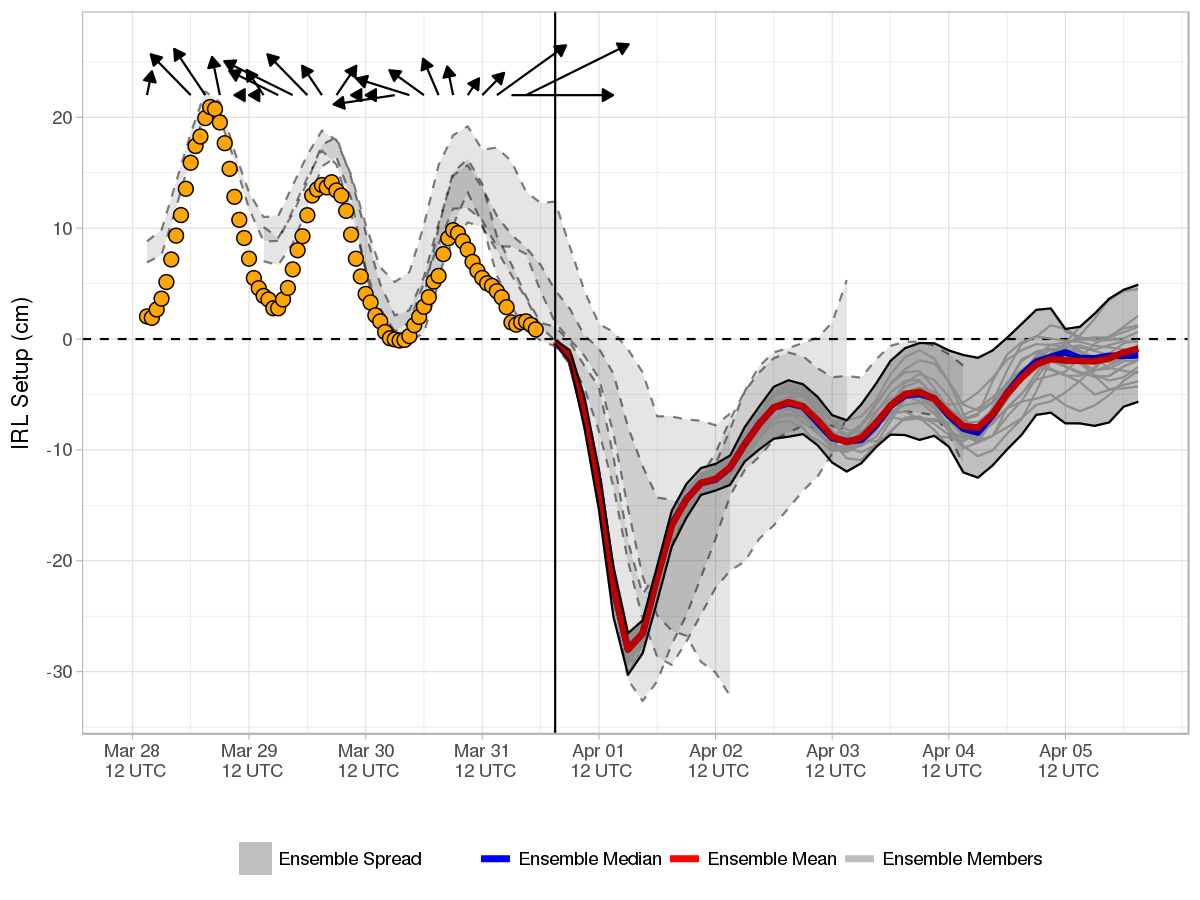 IRL Setup (cm)
20
10
0
-10
-20
-30
Mar 28 Mar 29 Mar 30 Mar 31 Apr 01 Apr 02 Apr 03 Apr 04 Apr 05
12 UTC 12 UTC 12 UTC 12 UTC 12 UTC 12 UTC 12 UTC 12 UTC 12 UTC
Ensemble Spread Ensemble Median Ensemble Mean Ensemble Members